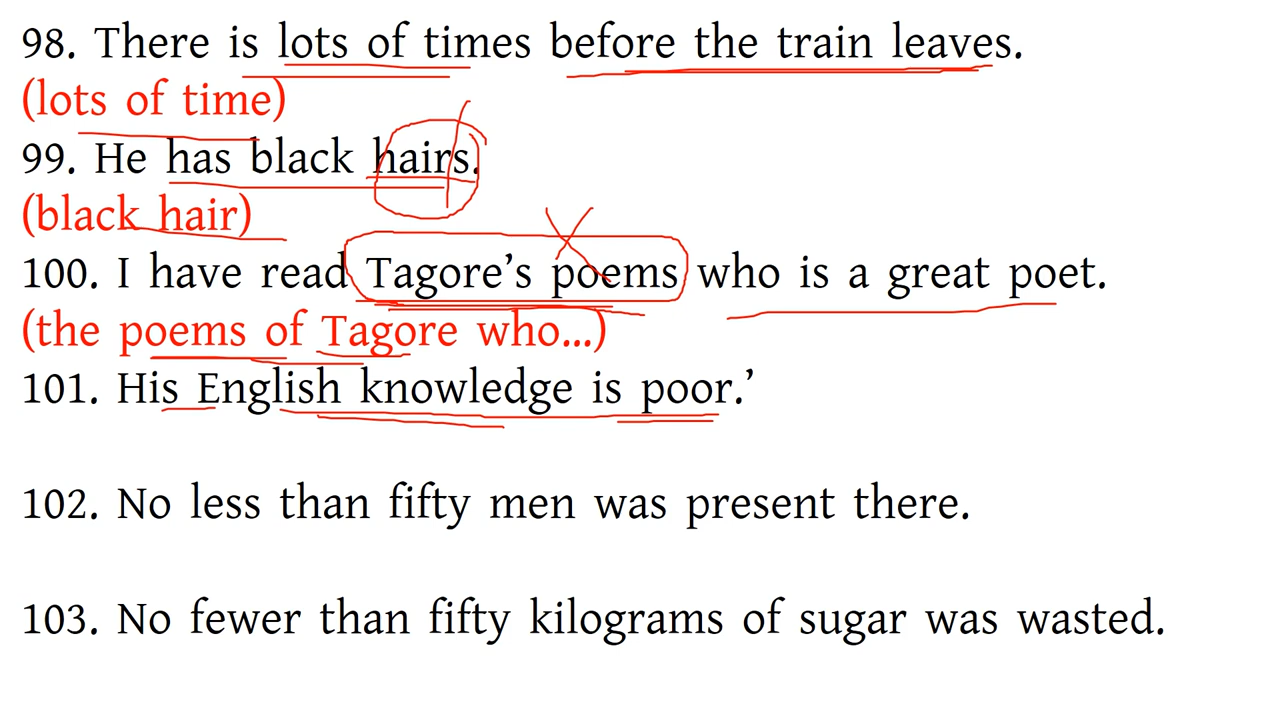 98. There is lots of times before the train leaves.
(lots of time)
99. He has black hairs.
(black hair)
100. I have read Tagore’s poems who is a great poet.
(the poems of Tagore who...)
101. His English knowledge is poor.’
102. No less than fifty men was present there.
103. No fewer than fifty kilograms of sugar was wasted.